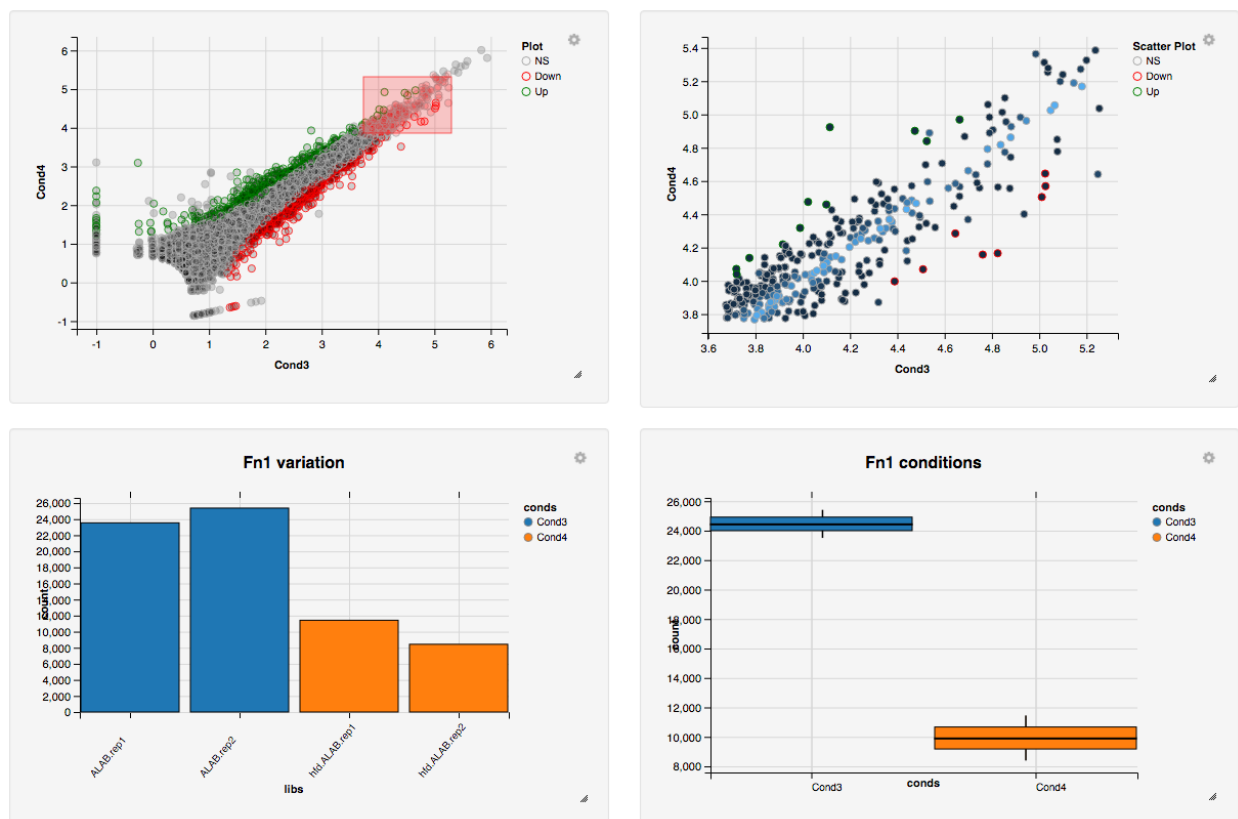 Plot
NS
Down
Up
6
5
4
3
2
1
0
-1
Cond4
-1 0 1 2 3 4 5 6
Cond3
Scatter Plot
NS
Down
Up
5.4
5.2
5.0
4.8
4.6
4.4
4.2
4.0
3.8
Cond4
3.6 3.8 4.0 4.2 4.4 4.6 4.8 5.0 5.2
Cond3
Fn1 variation
conds
Cond3
Cond4
26,000
24,000
22,000
20,000
18,000
16,000
14,000
12,000
10,000
8,000
6,000
4,000
2,000
0
count
ALAB.rep1 ALAB.rep2 hfd.ALAB.rep1 hfd.ALAB.rep2
libs
Fn1 conditions
conds
Cond3
Cond4
26,000
24,000
22,000
20,000
18,000
16,000
14,000
12,000
10,000
8,000
count
Cond3 Cond4
conds